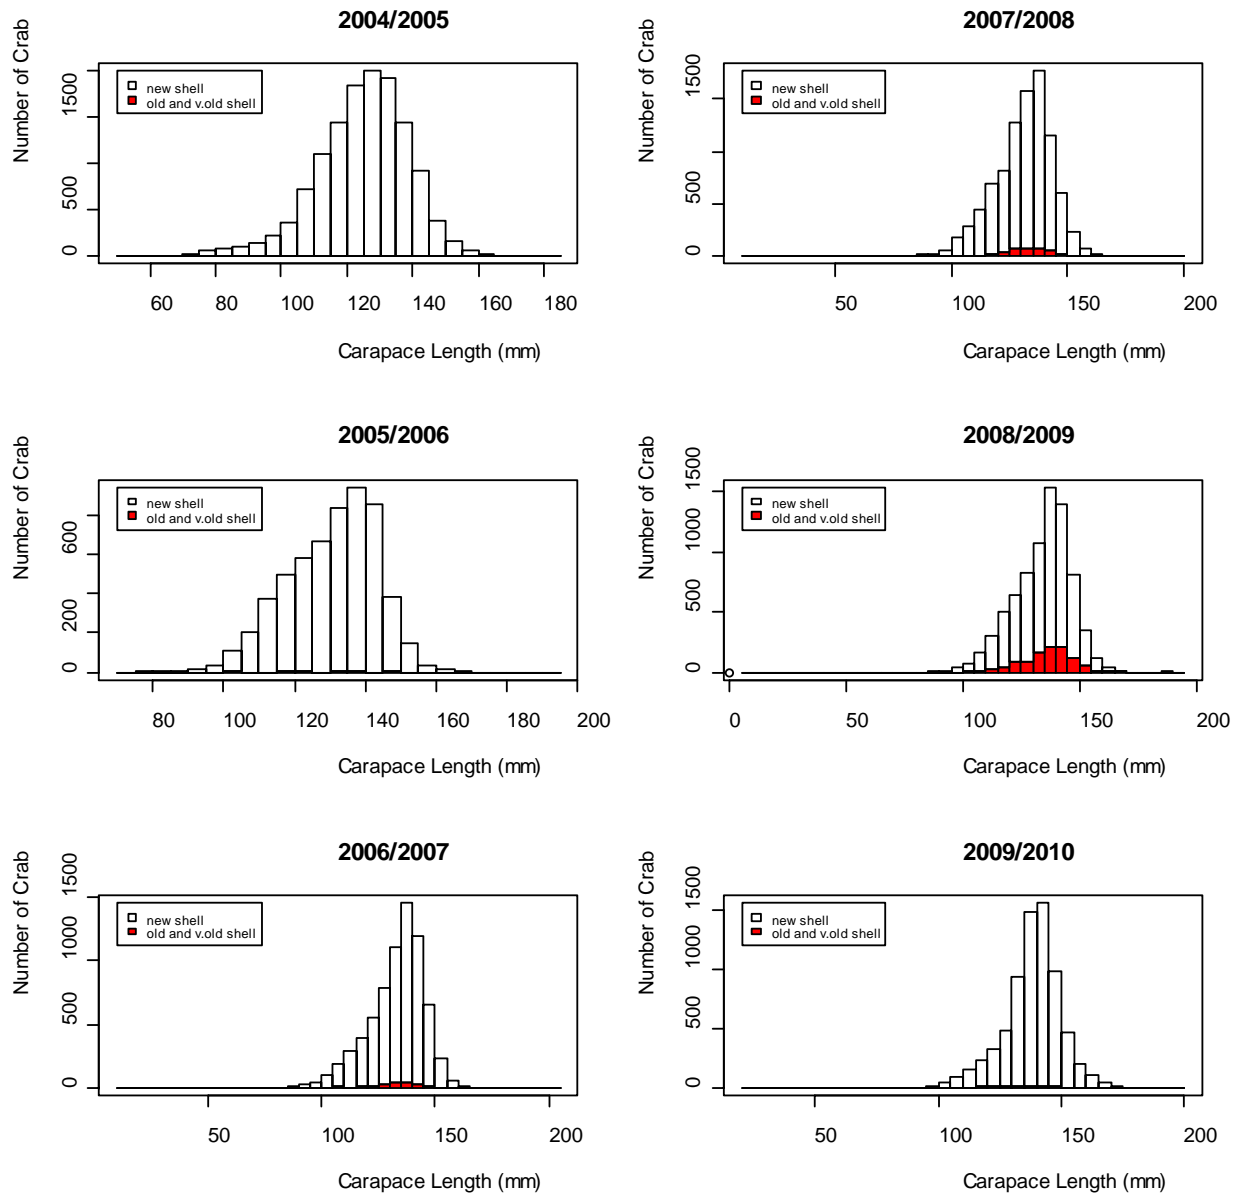 2004/2005
Number of Crab
0 500 1500
new shell
old and v.old shell
60 80 100 120 140 160 180
Carapace Length (mm)
2007/2008
Number of Crab
0 500 1500
new shell
old and v.old shell
50 100 150 200
Carapace Length (mm)
2005/2006
Number of Crab
0 200 600
new shell
old and v.old shell
80 100 120 140 160 180 200
Carapace Length (mm)
2008/2009
Number of Crab
0 500 1000 1500
new shell
old and v.old shell
0 50 100 150 200
Carapace Length (mm)
2006/2007
Number of Crab
0 500 1000 1500
new shell
old and v.old shell
50 100 150 200
Carapace Length (mm)
2009/2010
Number of Crab
0 500 1000 1500
new shell
old and v.old shell
50 100 150 200
Carapace Length (mm)